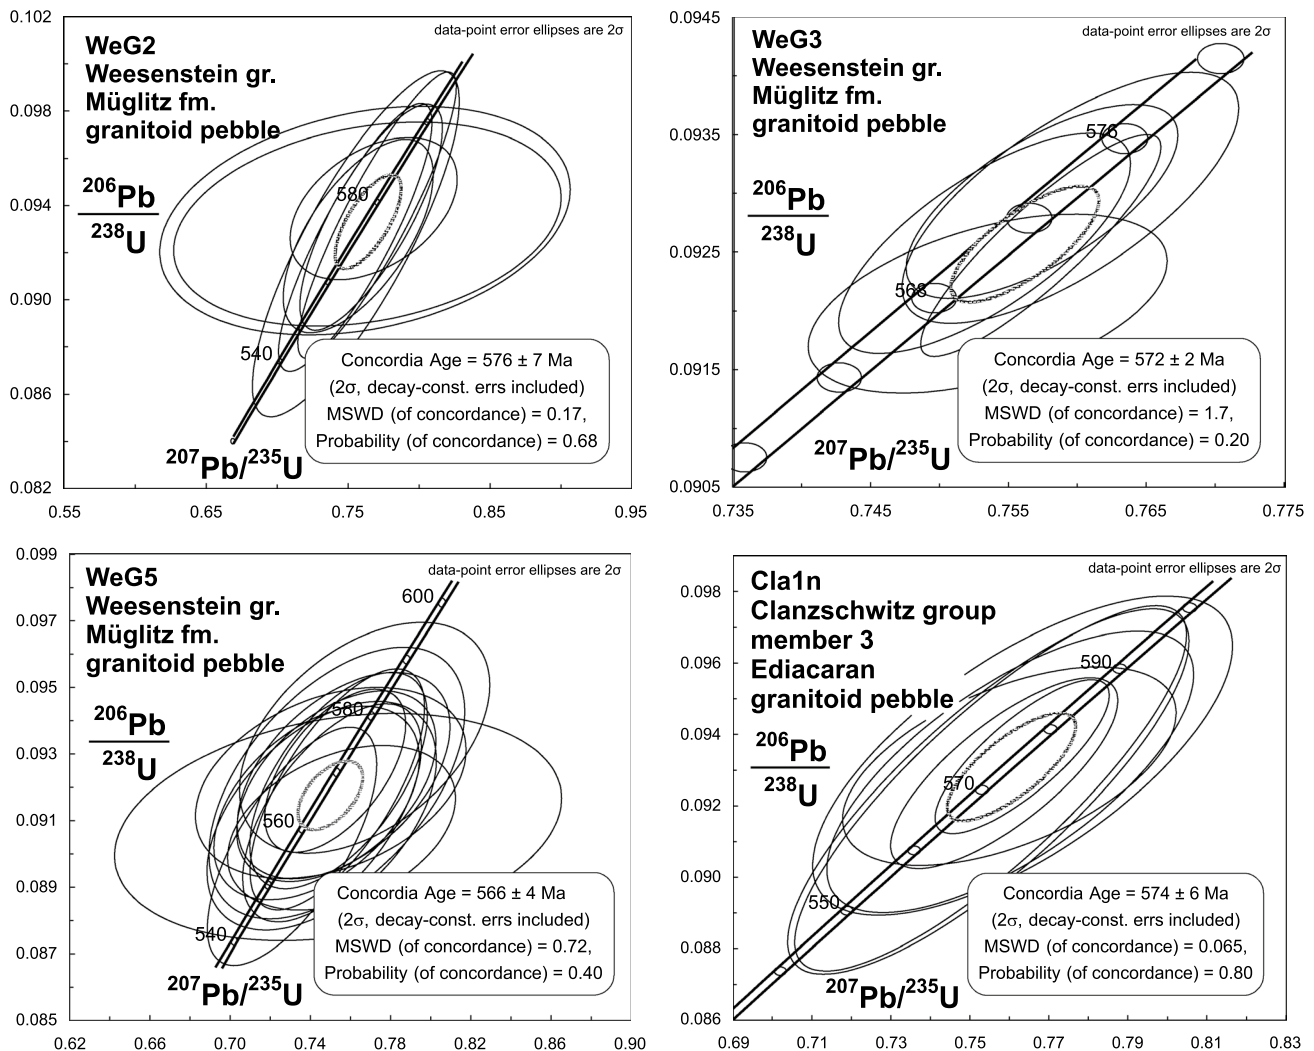 0.102
0.098
0.094
0.090
0.086
0.082
0.55
0.65
0.75
0.85
0.95
data-point error ellipses are 2σ
WeG2
Weesenstein gr.
Müglitz fm.
granitoid pebble
206Pb
238U
580
540
Concordia Age = 576 ± 7 Ma
(2σ, decay-const. errs included)
MSWD (of concordance) = 0.17,
Probability (of concordance) = 0.68
207Pb/235U
0.0945
0.0935
0.0925
0.0915
0.0905
0.735
0.745
0.755
0.765
0.775
data-point error ellipses are 2σ
WeG3
Weesenstein gr.
Müglitz fm.
granitoid pebble
206Pb
238U
576
568
Concordia Age = 572 ± 2 Ma
(2σ, decay-const. errs included)
MSWD (of concordance) = 1.7,
Probability (of concordance) = 0.20
207Pb/235U
0.099
0.097
0.095
0.093
0.091
0.089
0.087
0.085
0.62
0.66
0.70
0.74
0.78
0.82
0.86
0.90
data-point error ellipses are 2σ
WeG5
Weesenstein gr.
Müglitz fm.
granitoid pebble
206Pb
238U
600
580
560
540
Concordia Age = 566 ± 4 Ma
(2σ, decay-const. errs included)
MSWD (of concordance) = 0.72,
Probability (of concordance) = 0.40
207Pb/235U
0.098
0.096
0.094
0.092
0.090
0.088
0.086
0.69
0.71
0.73
0.75
0.77
0.79
0.81
0.83
data-point error ellipses are 2σ
Cla1n
Clanzschwitz group
member 3
Ediacaran
granitoid pebble
206Pb
238U
590
570
550
Concordia Age = 574 ± 6 Ma
(2σ, decay-const. errs included)
MSWD (of concordance) = 0.065,
Probability (of concordance) = 0.80
207Pb/235U